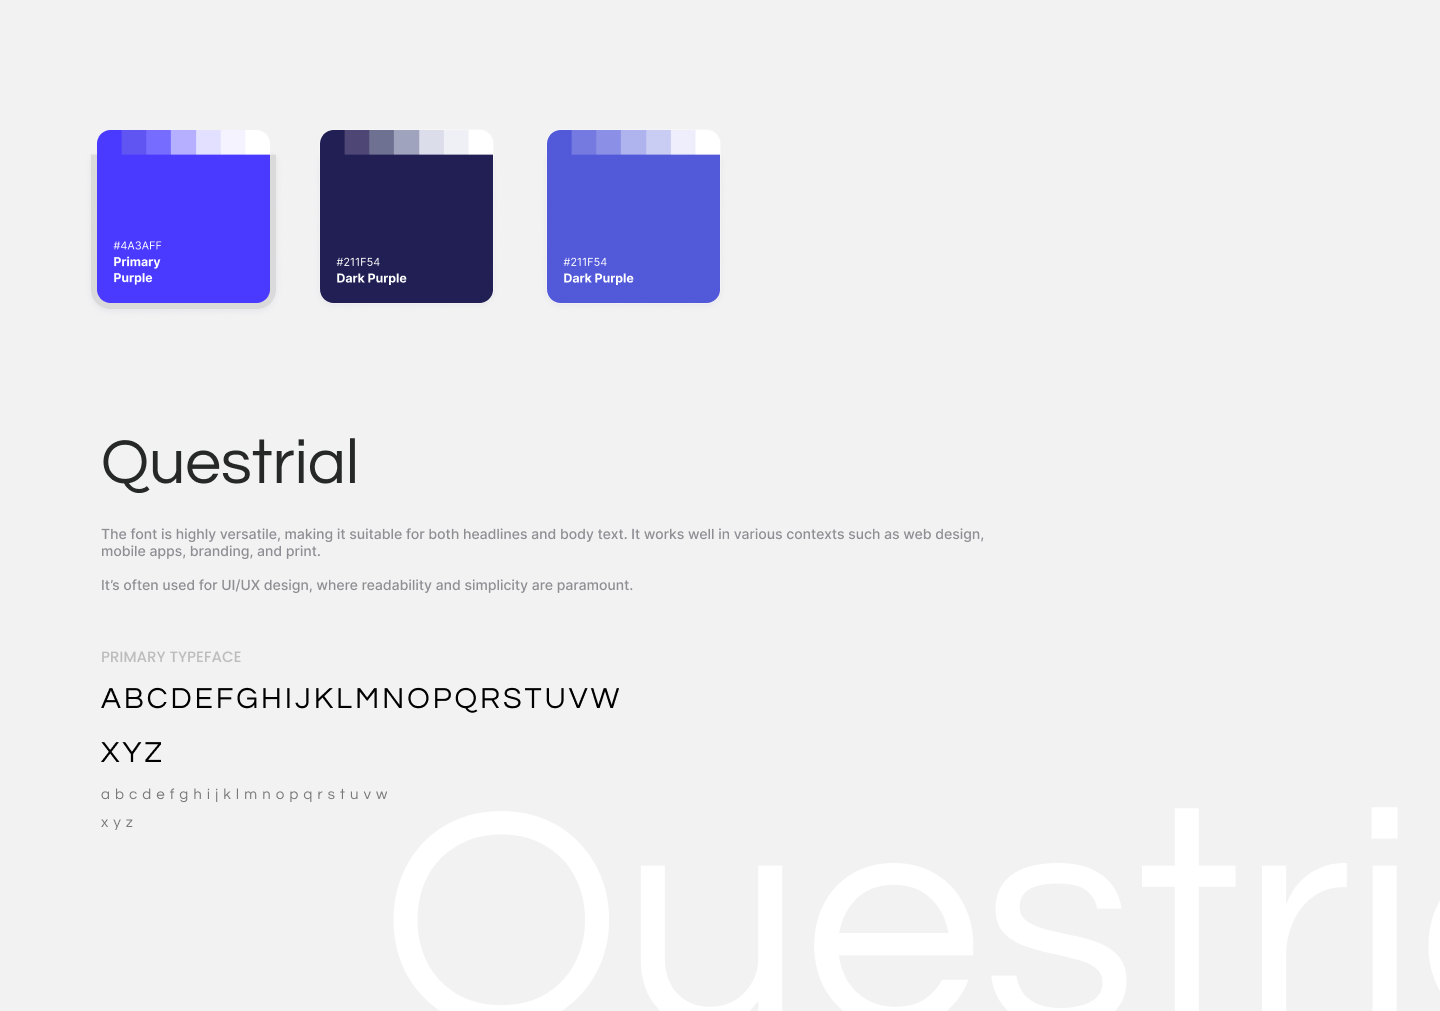 #4A3AFF
Primary
Purple
#211F54
Dark Purple
#211F54
Dark Purple
Questrial
The font is highly versatile, making it suitable for both headlines and body text. It works well in various contexts such as web design,
mobile apps, branding, and print.
It’s often used for UI/UX design, where readability and simplicity are paramount.
PRIMARY TYPEFACE
ABCDEFGHIJKLMNOPQRSTUVW
XYZ
a b c d e f g h i j k l m n o p q r s t u v w
x y z
Questri